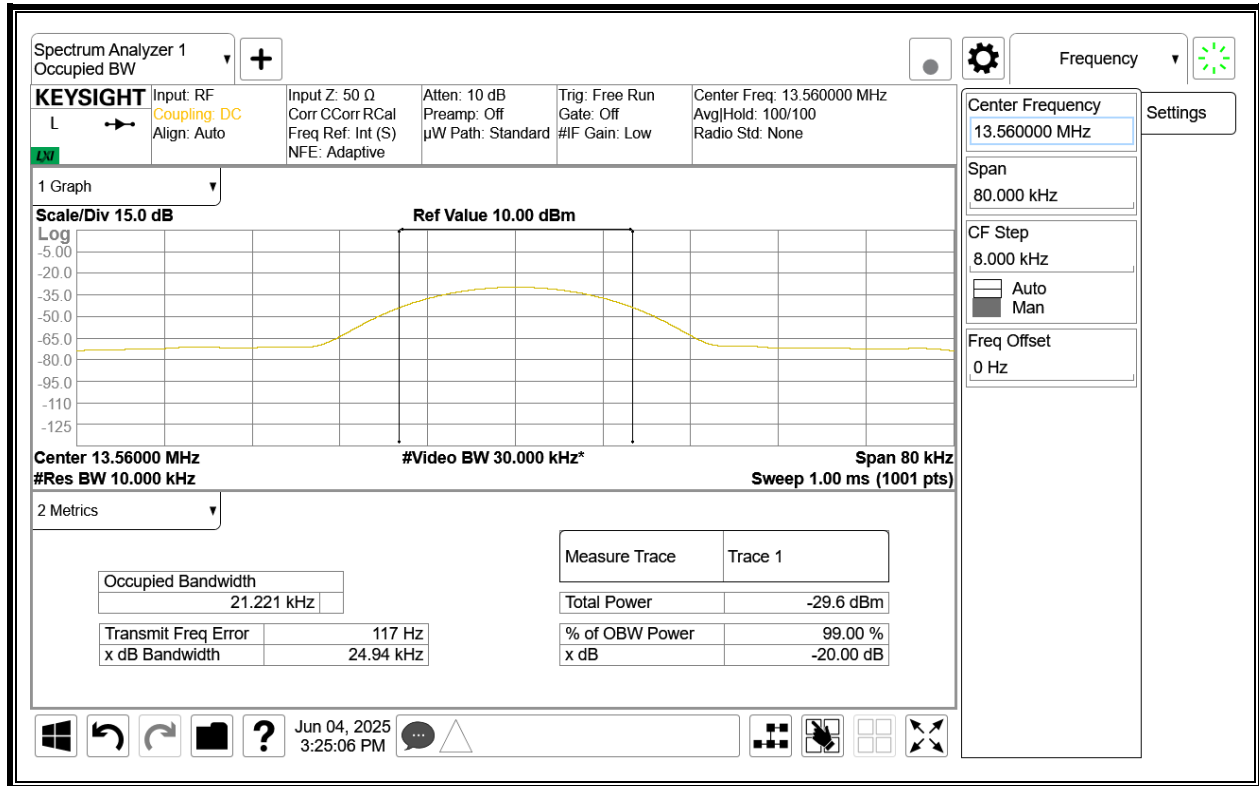 Spectrum Analyzer 1
Occupied BW
+
Frequency
KEYSIGHT
L
LXI
Input: RF
Coupling: DC
Align: Auto
Input Z: 50 Ω
Corr CCorr RCal
Freq Ref: Int (S)
NFE: Adaptive
Atten: 10 dB
Preamp: Off
µW Path: Standard
Trig: Free Run
Gate: Off
#IF Gain: Low
Center Freq: 13.560000 MHz
Avg|Hold: 100/100
Radio Std: None
Center Frequency
13.560000 MHz
Settings
Span
80.000 kHz
CF Step
8.000 kHz
Auto
Man
Freq Offset
0 Hz
1 Graph
Scale/Div 15.0 dB
Ref Value 10.00 dBm
Log
-5.00
-20.0
-35.0
-50.0
-65.0
-80.0
-95.0
-110
-125
Center 13.56000 MHz
#Video BW 30.000 kHz*
Span 80 kHz
#Res BW 10.000 kHz
Sweep 1.00 ms (1001 pts)
2 Metrics
Measure Trace
Trace 1
Occupied Bandwidth
21.221 kHz
Total Power
-29.6 dBm
Transmit Freq Error
117 Hz
% of OBW Power
99.00 %
x dB Bandwidth
24.94 kHz
x dB
-20.00 dB
?
Jun 04, 2025
3:25:06 PM